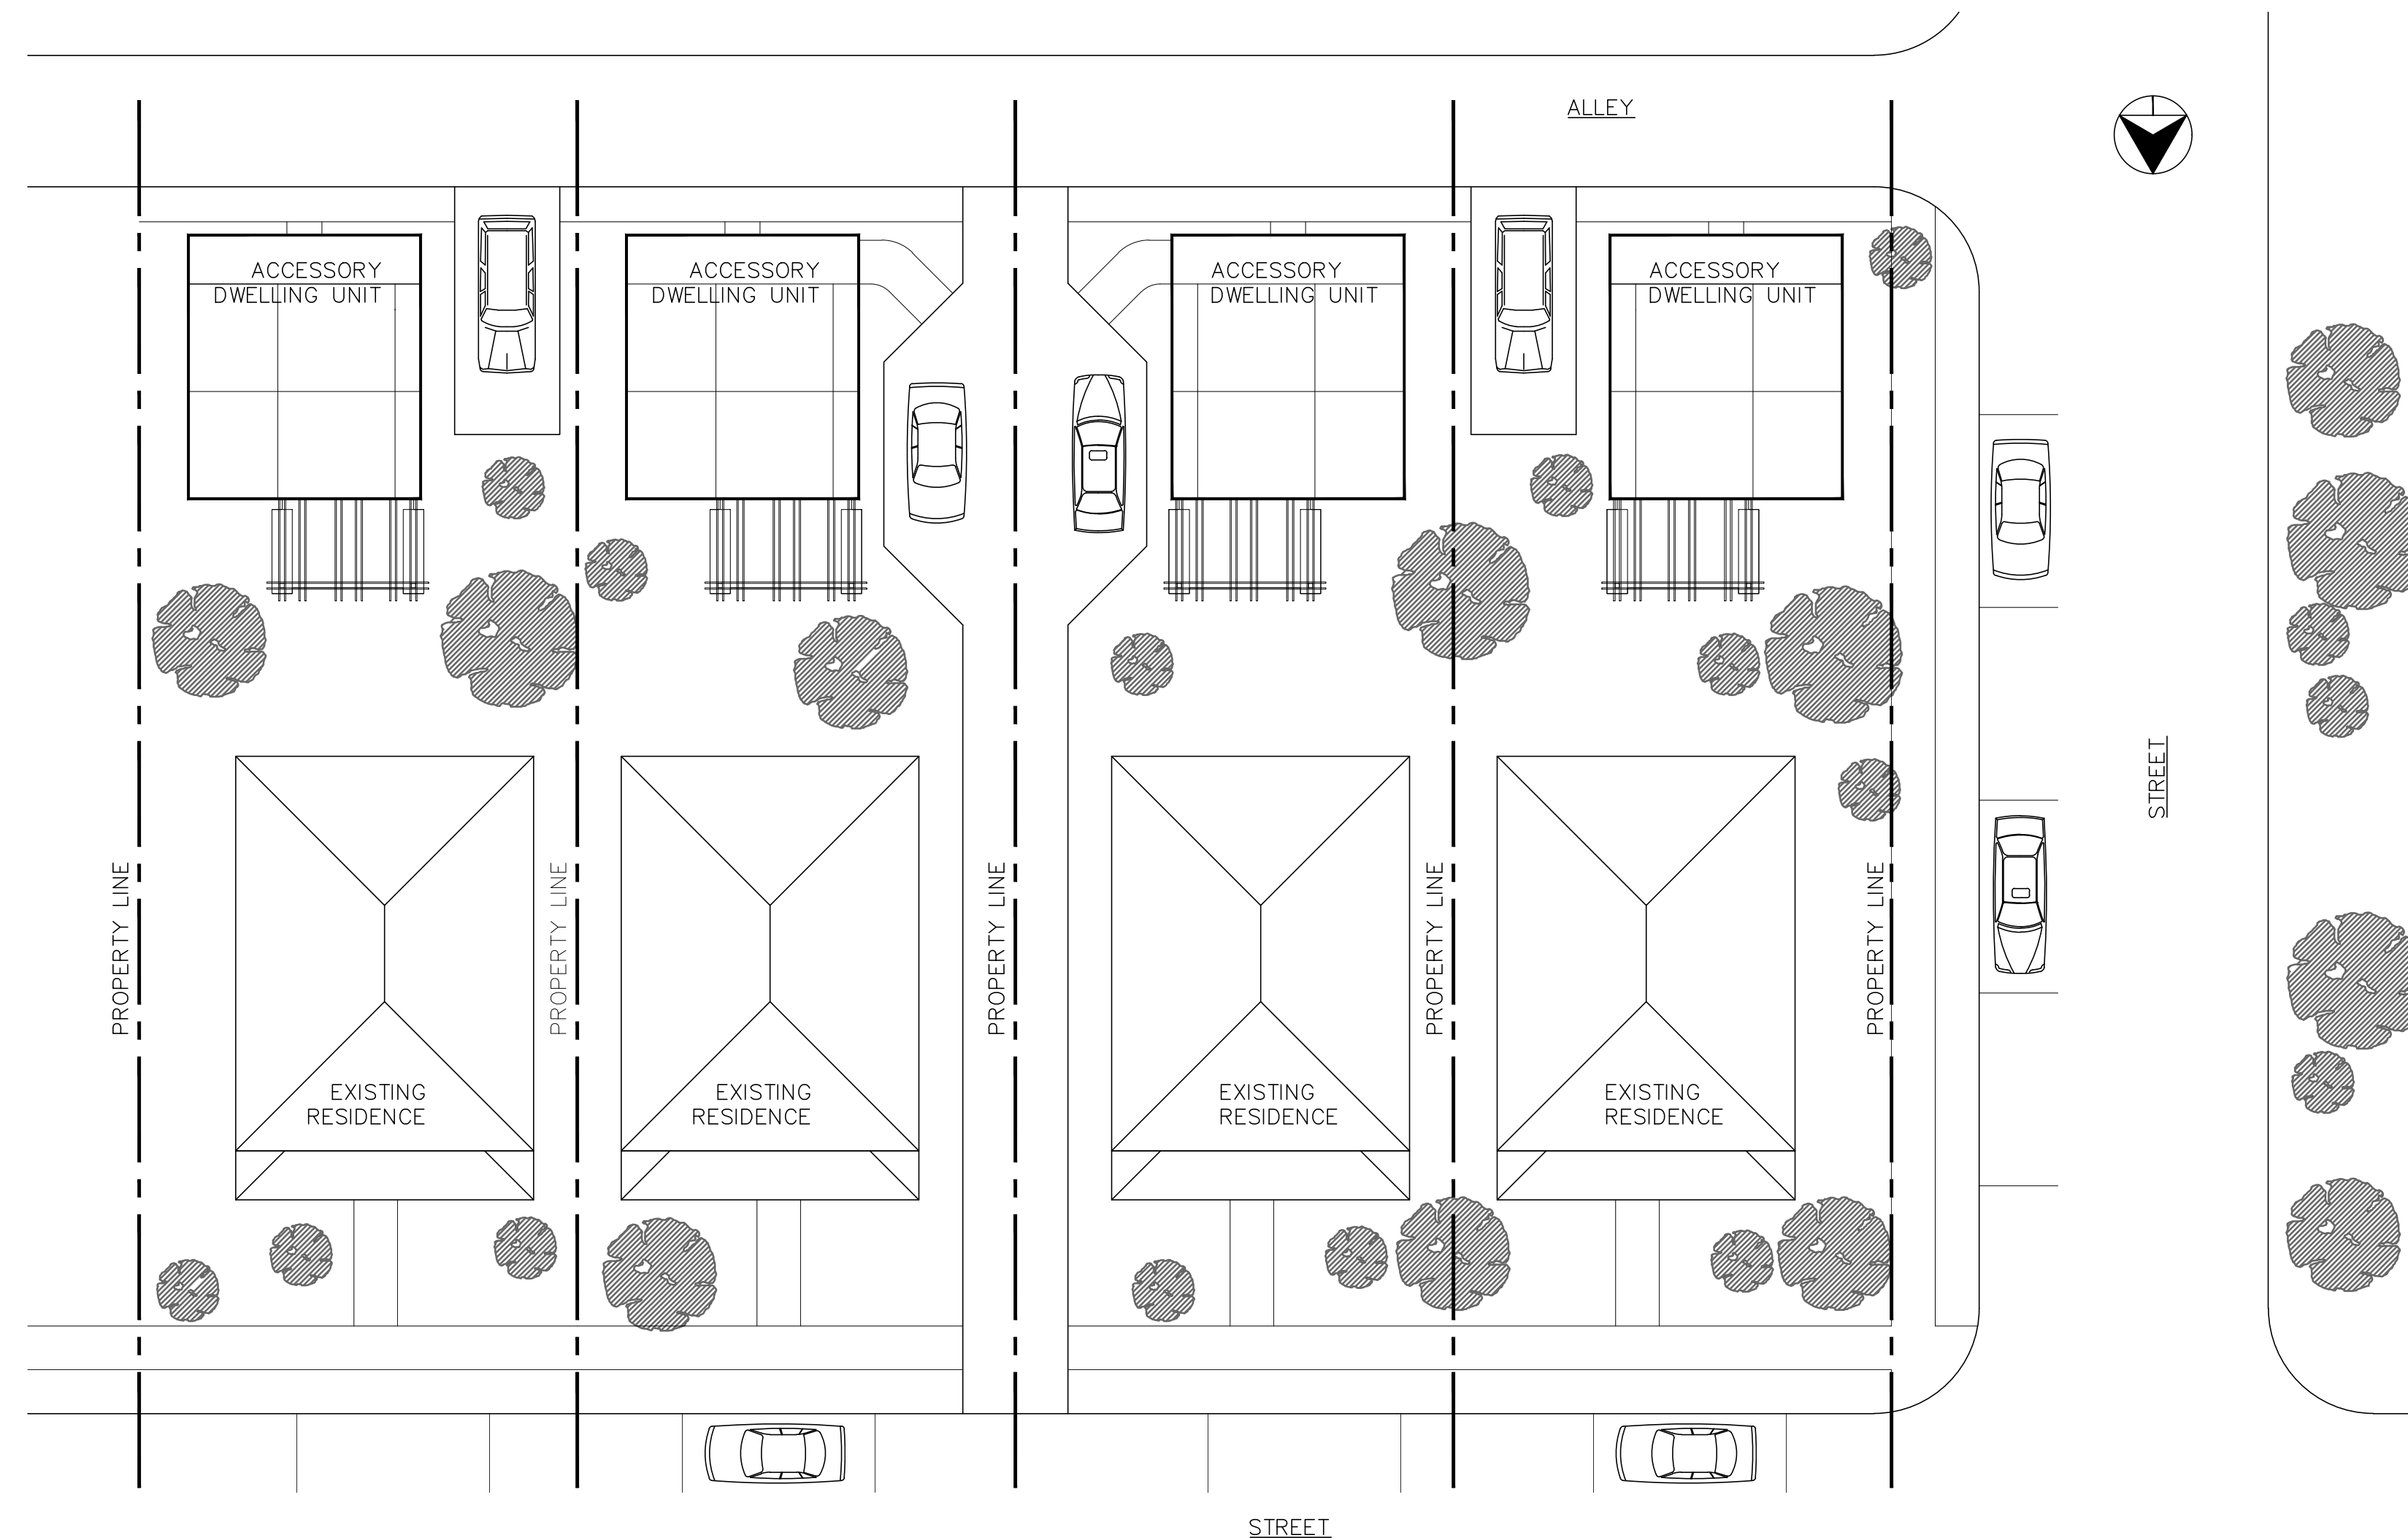 ALLEY
ACCESSORY
DWELLING UNIT
ACCESSORY
DWELLING UNIT
ACCESSORY
DWELLING UNIT
ACCESSORY
DWELLING UNIT
STREET
PROPERTY LINE
PROPERTY LINE
PROPERTY LINE
PROPERTY LINE
PROPERTY LINE
EXISTING
RESIDENCE
EXISTING
RESIDENCE
EXISTING
RESIDENCE
EXISTING
RESIDENCE
STREET